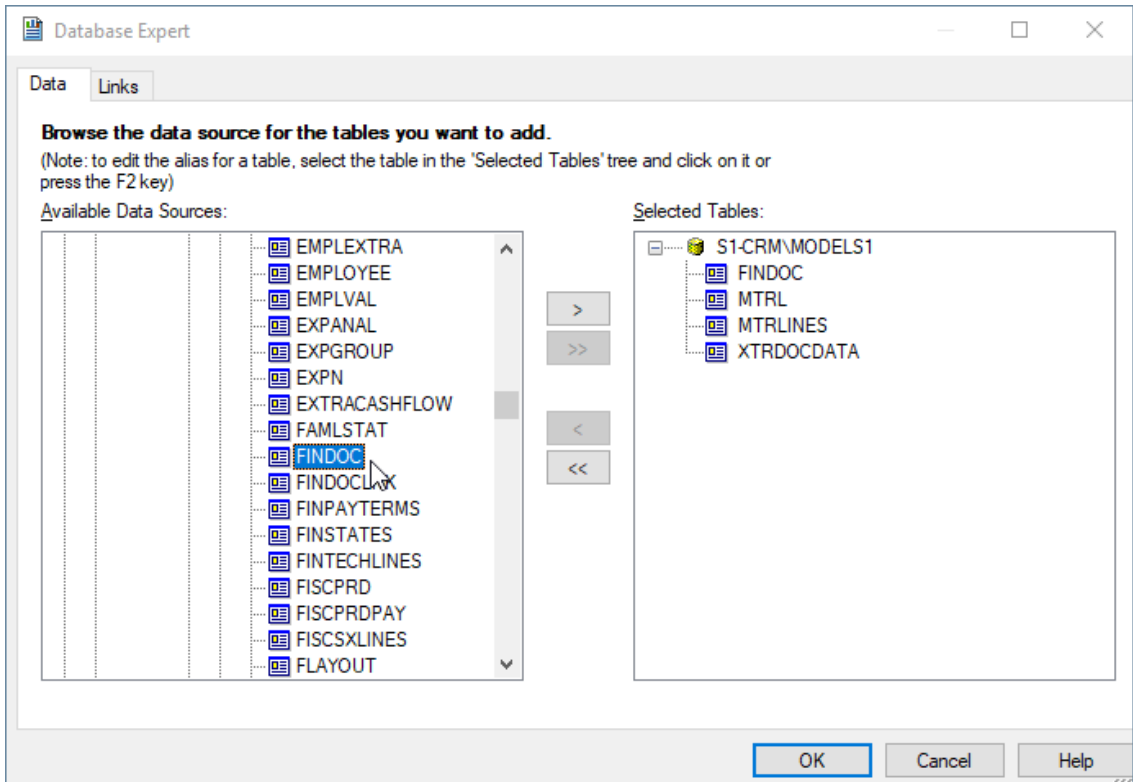 Database Expert
Data
Links
Browse the data source for the tables you want to add.
(Note: to edit the alias for a table, select the table in the 'Selected Tables' tree and click on it or
press the F2 key)
Available Data Sources:
EMPLEXTRA
EMPLOYEE
EMPLVAL
EXPANAL
EXPGROUP
EXPN
EXTRACASHFLOW
FAMLSTAT
FINDOC
FINPAYTERMS
FINSTATES
FINTECHLINES
FISCPRD
FISCPRDPAY
FISCSXLINES
FLAYOUT
>
>>
<
<<
Selected Tables:
S1-CRM\MODELS1
FINDOC
MTRL
MTRLINES
XTRDOCDATA
OK
Cancel
Help